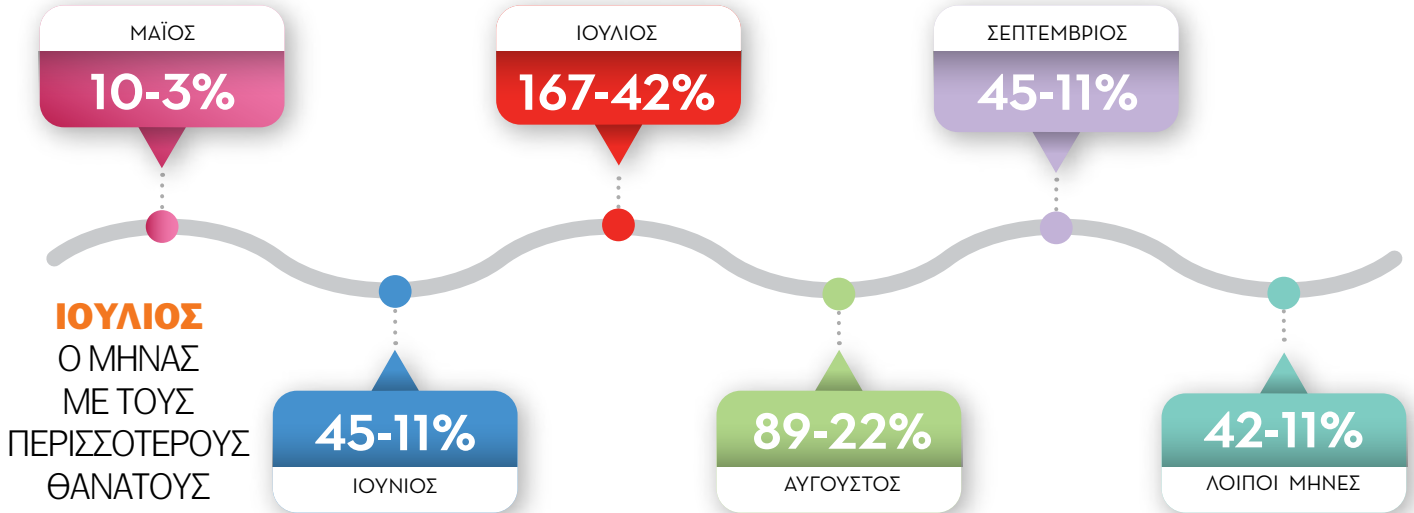 ΜΑΪΟΣ
10-3%
ΙΟΥΛΙΟΣ
167-42%
ΣΕΠΤΕΜΒΡΙΟΣ
45-11%
ΙΟΥΛΙΟΣ
Ο ΜΗΝΑΣ
ΜΕ ΤΟΥΣ
ΠΕΡΙΣΣΟΤΕΡΟΥΣ
ΘΑΝΑΤΟΥΣ
45-11%
ΙΟΥΝΙΟΣ
89-22%
ΑΥΓΟΥΣΤΟΣ
42-11%
ΛΟΙΠΟΙ ΜΗΝΕΣ